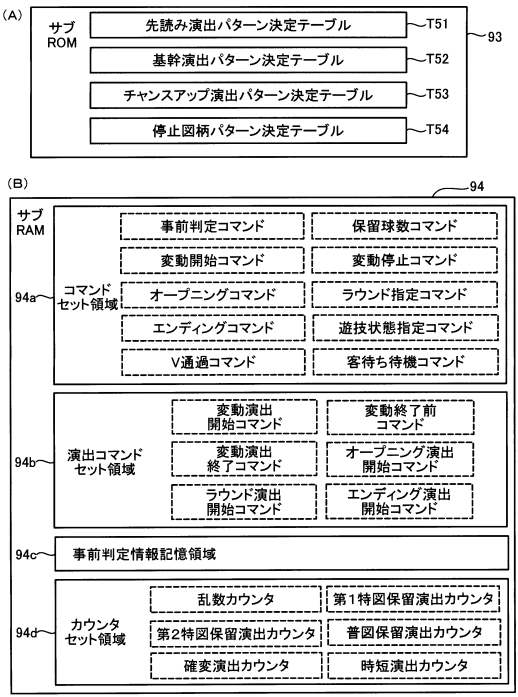 (A)
サブ
ROM
93
先読み演出パターン決定テーブル
T51
基幹演出パターン決定テーブル
T52
チャンスアップ演出パターン決定テーブル
T53
停止図柄パターン決定テーブル
T54
(B)
94
サブ
RAM
94a
コマンド
セット領域
事前判定コマンド
保留球数コマンド
変動開始コマンド
変動停止コマンド
オープニングコマンド
ラウンド指定コマンド
エンディングコマンド
遊技状態指定コマンド
V通過コマンド
客待ち待機コマンド
94b
演出コマンド
セット領域
変動演出
開始コマンド
変動終了前
コマンド
変動演出
終了コマンド
オープニング演出
開始コマンド
ラウンド演出
開始コマンド
エンディング演出
開始コマンド
94c
事前判定情報記憶領域
94d
カウンタ
セット領域
乱数カウンタ
第1特図保留演出カウンタ
第2特図保留演出カウンタ
普図保留演出カウンタ
確変演出カウンタ
時短演出カウンタ